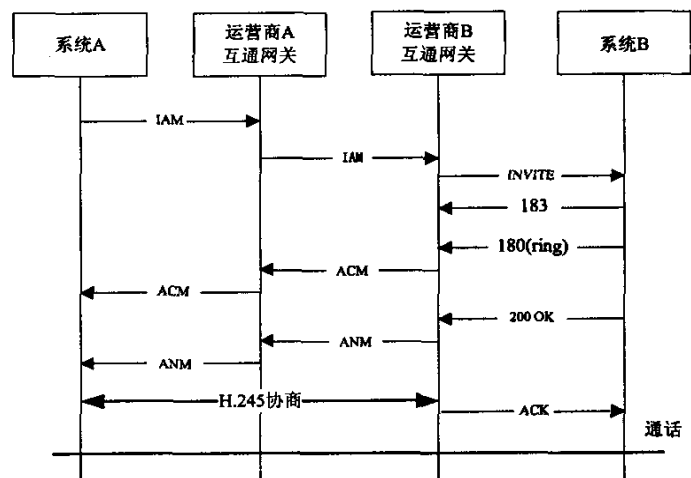 系统A
运营商A
互通网关
运营商B
互通网关
系统B
IAM
IAM
INVITE
183
180(ring)
ACM
ACM
200 OK
ANM
ANM
H.245协商
ACK
通话